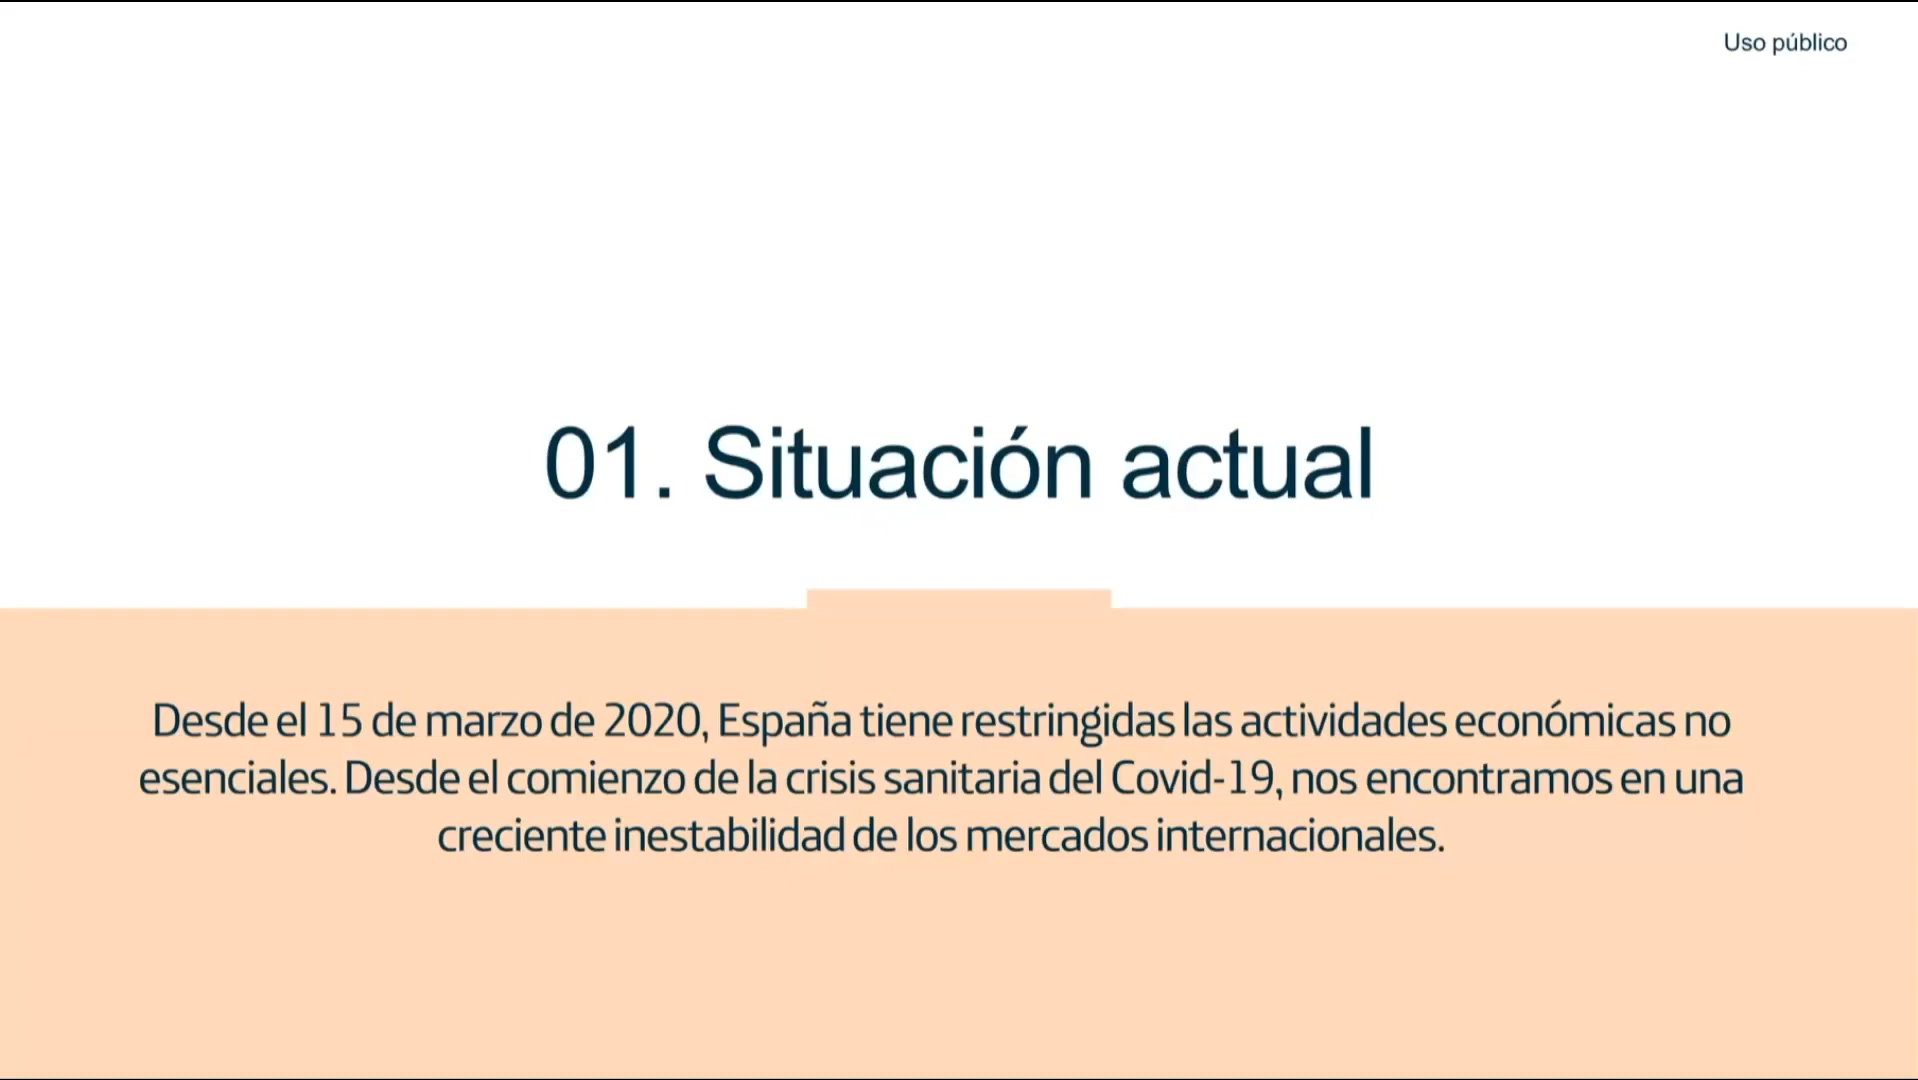 Uso público
01. Situación actual
Desde el 15 de marzo de 2020, España tiene restringidas las actividades económicas no
esenciales. Desde el comienzo de la crisis sanitaria del Covid-19, nos encontramos en una
creciente inestabilidad de los mercados internacionales.